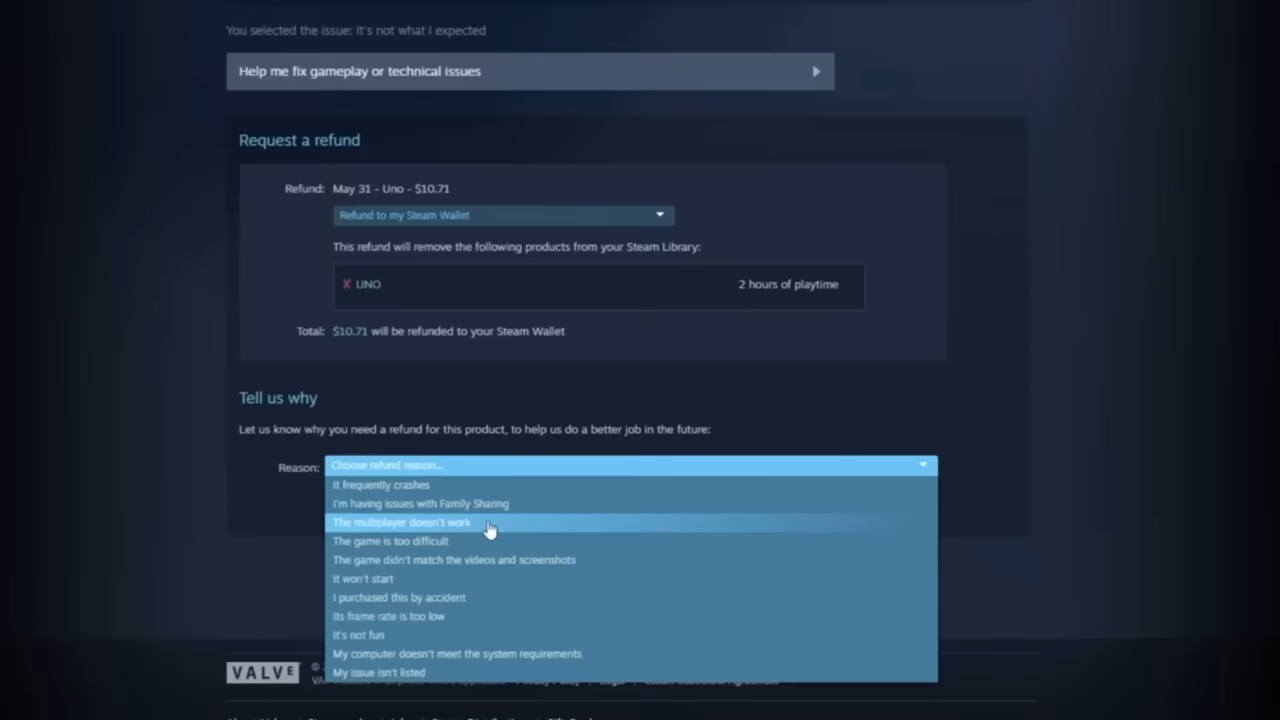 You selected the issue: It's not what I expected
Help me fix gameplay or technical issues
Request a refund
Refund: May 31 - Uno - $10.71
Refund to my Steam Wallet
This refund will remove the following products from your Steam Library:
X UNO 2 hours of playtime
Total: $10.71 will be refunded to your Steam Wallet
Tell us why
Let us know why you need a refund for this product, to help us do a better job in the future:
Reason: Choose refund reason...
It frequently crashes
I'm having issues with Family Sharing
The multiplayer doesn't work
The game is too difficult
The game didn't match the videos and screenshots
It won't start
I purchased this by accident
Its frame rate is too low
It's not fun
My computer doesn't meet the system requirements
My issue isn't listed
VALVE ©